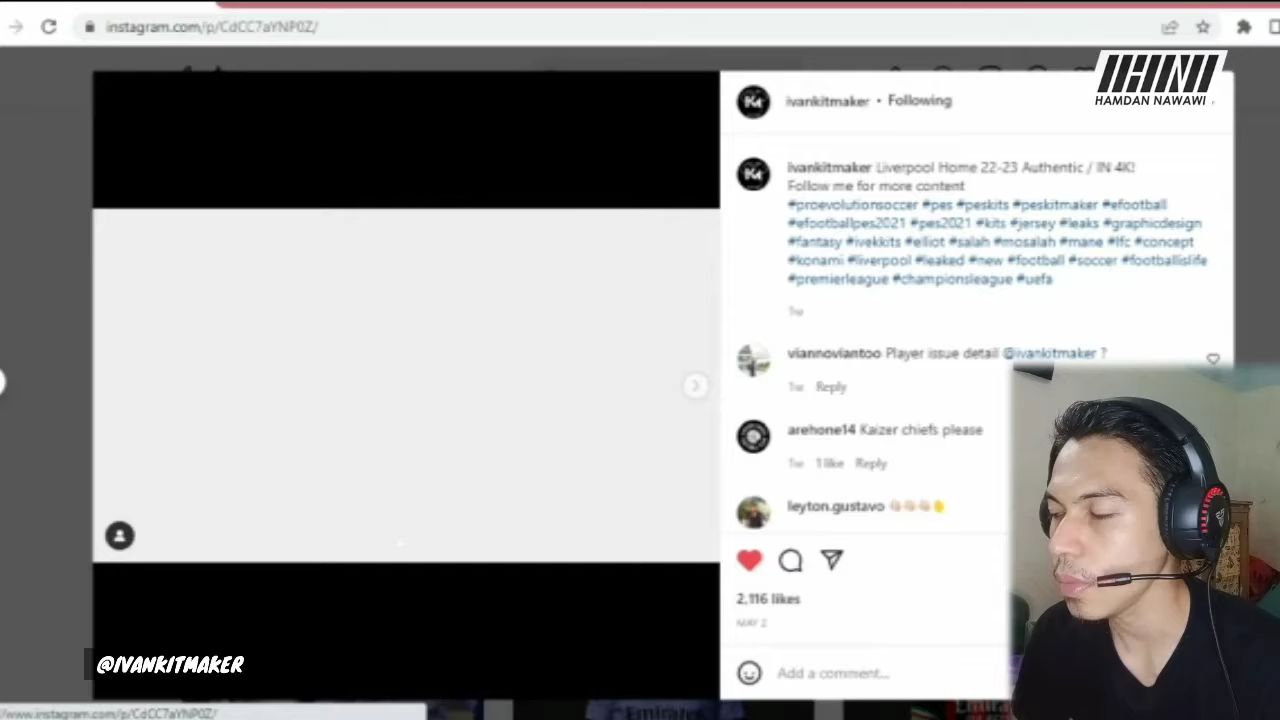 instagram.com/p/CdCC7aYNP0Z/
HAMDAN NAWAWI
ivankitmaker • Following
ivankitmaker Liverpool Home 22-23 Authentic / IN 4K!
Follow me for more content
#proevolutionsoccer #pes #peskits #peskitmaker #efootball
#efootballpes2021 #pes2021 #kits #jersey #leaks #graphicdesign
#fantasy #ivekkits #elliot #salah #mosalah #mane #lfc #concept
#konami #liverpool #leaked #new #football #soccer #footballislife
#premierleague #championsleague #uefa
1w
viannoviantoo Player issue detail @ivankitmaker ?
1w Reply
arehone14 Kaizer chiefs please
1w 1 like Reply
leyton.gustavo 👏🏻👏🏻👏🏻👏
2,116 likes
MAY 2
Add a comment...
@IVANKITMAKER
//www.instagram.com/p/CdCC7aYNP0Z/
Emirates